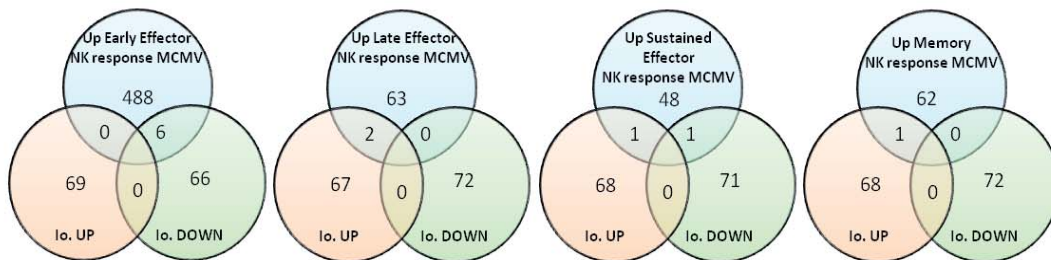 Up Early Effector
NK response MCMV
488
0
6
69
0
66
Io. UP
Io. DOWN
Up Late Effector
NK response MCMV
63
2
0
67
0
72
Io. UP
Io. DOWN
Up Sustained
Effector
NK response MCMV
48
1
1
68
0
71
Io. UP
Io. DOWN
Up Memory
NK response MCMV
62
1
0
68
0
72
Io. UP
Io. DOWN